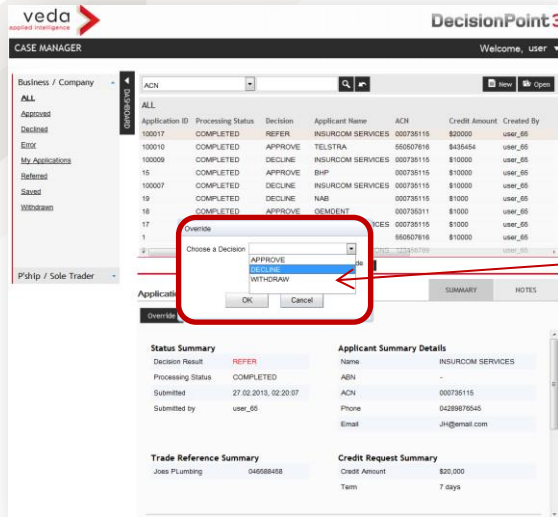 veda
applied intelligence
DecisionPoint 3
CASE MANAGER
Welcome, user
Business / Company
ALL
Approved
Declined
Error
My Applications
Referred
Saved
Withdrawn
P'ship / Sole Trader
DASHBOARD
ACN
New Open
ALL
Application ID Processing Status Decision Applicant Name ACN Credit Amount Created By
100017 COMPLETED REFER INSURCOM SERVICES 000735115 $20000 user_65
100010 COMPLETED APPROVE TELSTRA 550507616 $435454 user_65
100009 COMPLETED DECLINE INSURCOM SERVICES 000735115 $10000 user_65
15 COMPLETED APPROVE BHP 000735115 $10000 user_65
100007 COMPLETED DECLINE INSURCOM SERVICES 000735115 $10000 user_65
19 COMPLETED DECLINE NAB 000735115 $1000 user_65
18 COMPLETED APPROVE OEMDENT 000735311 $1000 user_65
17 ICES 000735115 $10000 user_65
1 550507616 $10000 user_65
Override
Choose a Decision
APPROVE
DECLINE
WITHDRAW
OK Cancel
Applicati
SUMMARY NOTES
Override
Status Summary
Decision Result REFER
Processing Status COMPLETED
Submitted 27.02.2013, 02:20:07
Submitted by user_65
Applicant Summary Details
Name INSURCOM SERVICES
ABN -
ACN 000735115
Phone 04289876545
Email JH@email.com
Trade Reference Summary
Joes PLumbing 046588468
Credit Request Summary
Credit Amount $20,000
Term 7 days